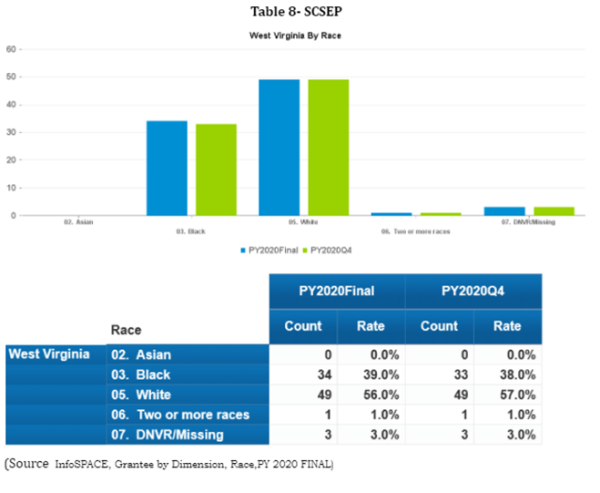 Table 8- SCSEP
West Virginia By Race
60
50
40
30
20
10
0
02. Asian
03. Black
05. White
06. Two or more races
07. DNVR/Missing
PY2020Final PY2020Q4
PY2020Final PY2020Q4
Race Count Rate Count Rate
West Virginia 02. Asian 0 0.0% 0 0.0%
03. Black 34 39.0% 33 38.0%
05. White 49 56.0% 49 57.0%
06. Two or more races 1 1.0% 1 1.0%
07. DNVR/Missing 3 3.0% 3 3.0%
(Source InfoSPACE, Grantee by Dimension, Race,PY 2020 FINAL)